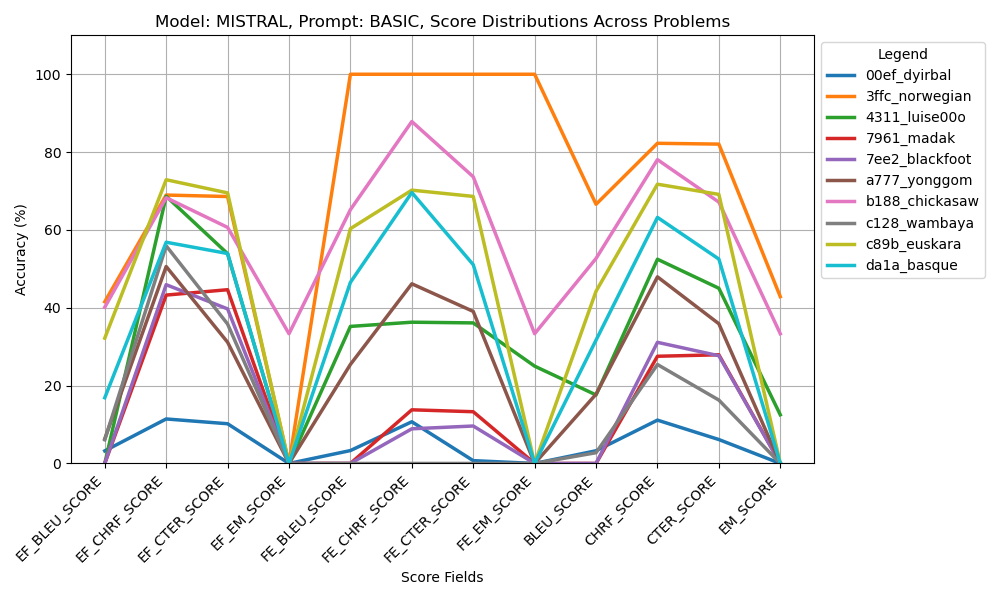 Model: MISTRAL, Prompt: BASIC, Score Distributions Across Problems
Accuracy (%)
100
80
60
40
20
0
EF_BLEU_SCORE
EF_CHRF_SCORE
EF_CTER_SCORE
EF_EM_SCORE
FE_BLEU_SCORE
FE_CHRF_SCORE
FE_CTER_SCORE
FE_EM_SCORE
BLEU_SCORE
CHRF_SCORE
CTER_SCORE
EM_SCORE
Score Fields
Legend
00ef_dyirbal
3ffc_norwegian
4311_luise00o
7961_madak
7ee2_blackfoot
a777_yonggom
b188_chickasaw
c128_wambaya
c89b_euskara
da1a_basque